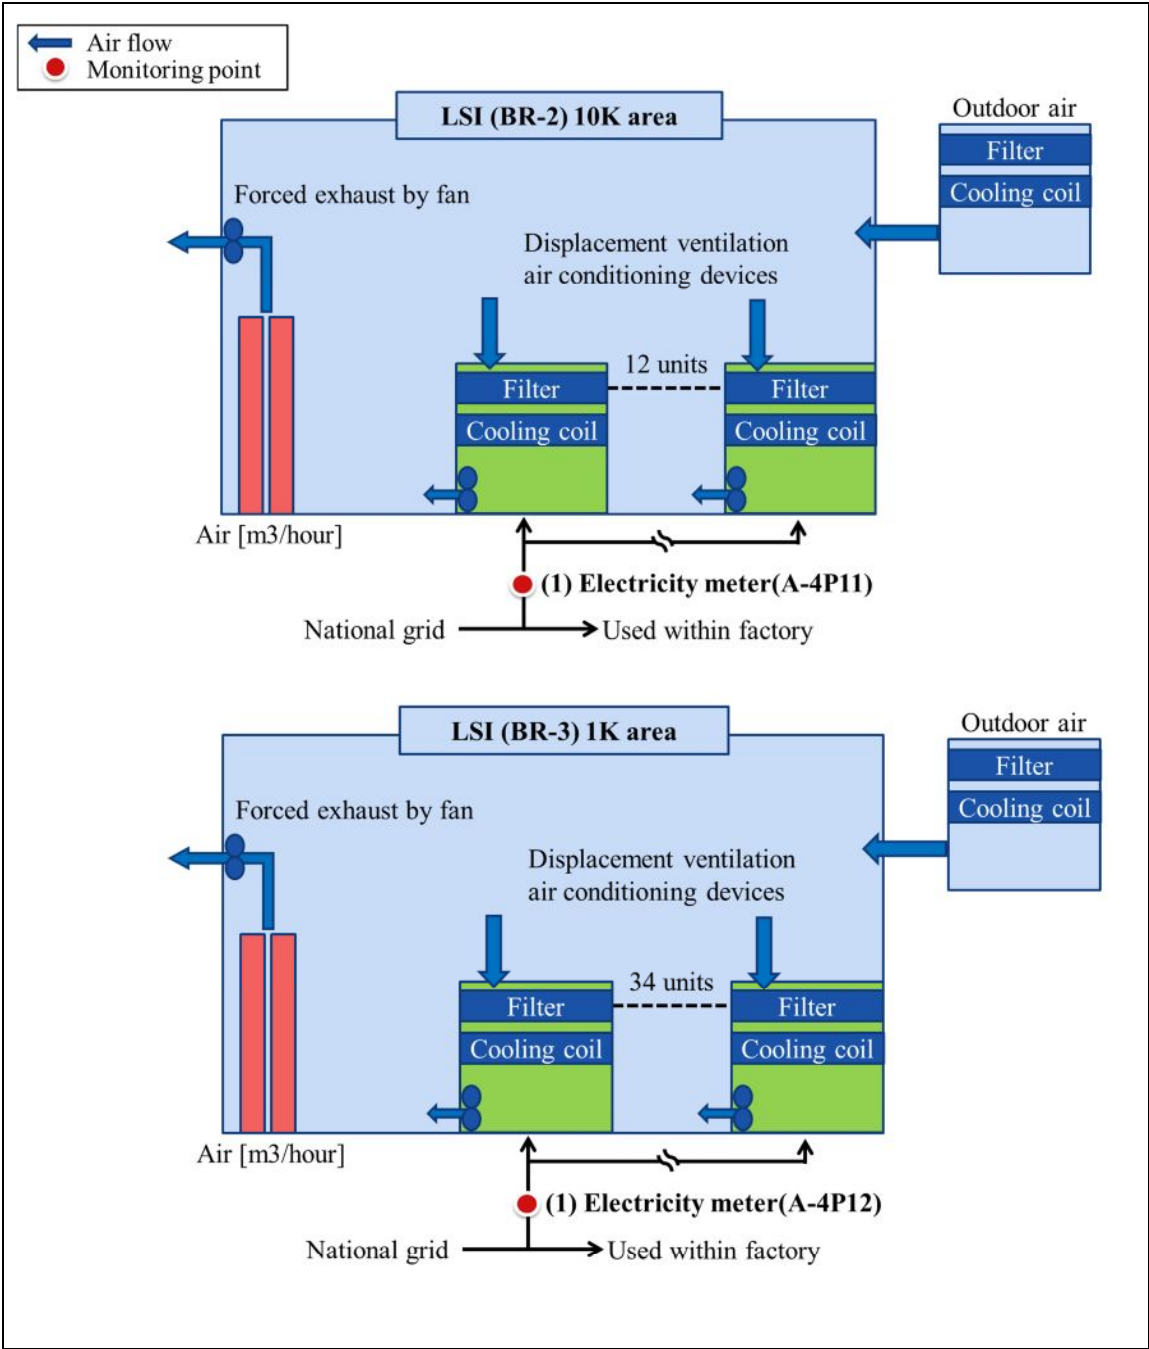 Air flow
Monitoring point
LSI (BR-2) 10K area
Outdoor air
Filter
Cooling coil
Forced exhaust by fan
Displacement ventilation
air conditioning devices
12 units
Filter
Filter
Cooling coil
Cooling coil
Air [m3/hour]
(1) Electricity meter(A-4P11)
National grid
Used within factory
LSI (BR-3) 1K area
Outdoor air
Filter
Cooling coil
Forced exhaust by fan
Displacement ventilation
air conditioning devices
34 units
Filter
Filter
Cooling coil
Cooling coil
Air [m3/hour]
(1) Electricity meter(A-4P12)
National grid
Used within factory